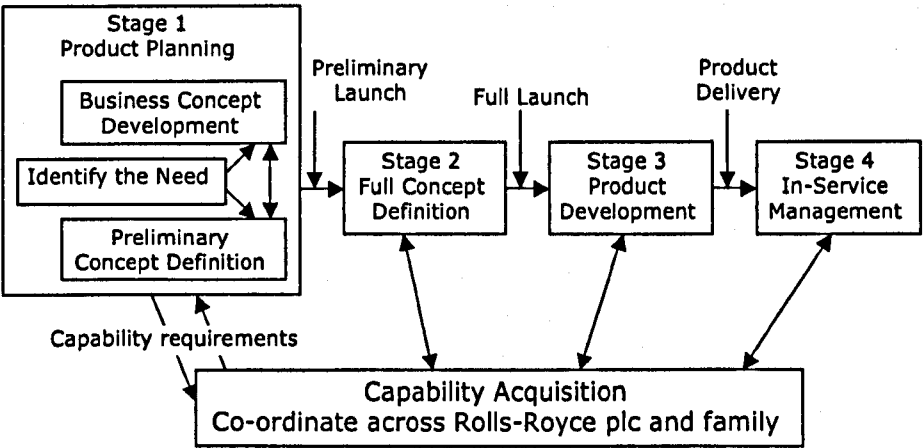 Stage 1
Product Planning
Business Concept
Development
Identify the Need
Preliminary
Concept Definition
Preliminary
Launch
Stage 2
Full Concept
Definition
Full Launch
Stage 3
Product
Development
Product
Delivery
Stage 4
In-Service
Management
Capability requirements
Capability Acquisition
Co-ordinate across Rolls-Royce plc and family